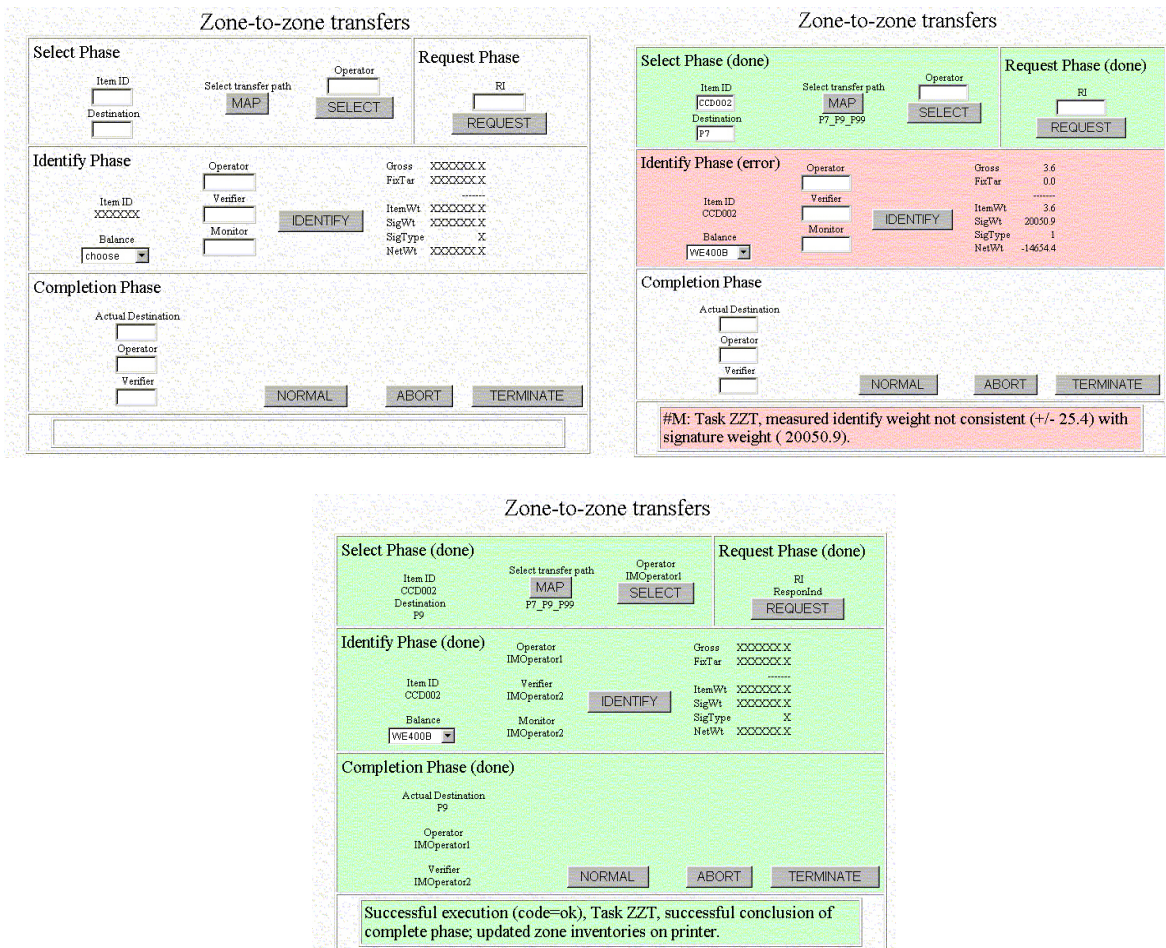 Zone-to-zone transfers
Select Phase
Item ID
Destination
Select transfer path
MAP
Operator
SELECT
Request Phase
RI
REQUEST
Identify Phase
Item ID
XXXXXX
Balance
choose
Operator
Verifier
Monitor
IDENTIFY
Gross XXXXXXX.X
FixTar XXXXXXX.X
-------
ItemWt XXXXXXX.X
SigWt XXXXXXX.X
SigType X
NetWt XXXXXXX.X
Completion Phase
Actual Destination
Operator
Verifier
NORMAL ABORT TERMINATE
Zone-to-zone transfers
Select Phase (done)
Item ID
CCD002
Destination
P7
Select transfer path
MAP
P7_P9_P99
Operator
SELECT
Request Phase (done)
RI
REQUEST
Identify Phase (error)
Item ID
CCD002
Balance
WE400B
Operator
Verifier
Monitor
IDENTIFY
Gross 3.6
FixTar 0.0
-------
ItemWt 3.6
SigWt 20050.9
SigType 1
NetWt -14654.4
Completion Phase
Actual Destination
Operator
Verifier
NORMAL ABORT TERMINATE
#M: Task ZZT, measured identify weight not consistent (+/- 25.4) with
signature weight ( 20050.9).
Zone-to-zone transfers
Select Phase (done)
Item ID
CCD002
Destination
P9
Select transfer path
MAP
P7_P9_P99
Operator
IMOperator1
SELECT
Request Phase (done)
RI
ResponInd
REQUEST
Identify Phase (done)
Item ID
CCD002
Balance
WE400B
Operator
IMOperator1
Verifier
IMOperator2
Monitor
IMOperator2
IDENTIFY
Gross XXXXXXX.X
FixTar XXXXXXX.X
-------
ItemWt XXXXXXX.X
SigWt XXXXXXX.X
SigType X
NetWt XXXXXXX.X
Completion Phase (done)
Actual Destination
P9
Operator
IMOperator1
Verifier
IMOperator2
NORMAL ABORT TERMINATE
Successful execution (code=ok), Task ZZT, successful conclusion of
complete phase; updated zone inventories on printer.